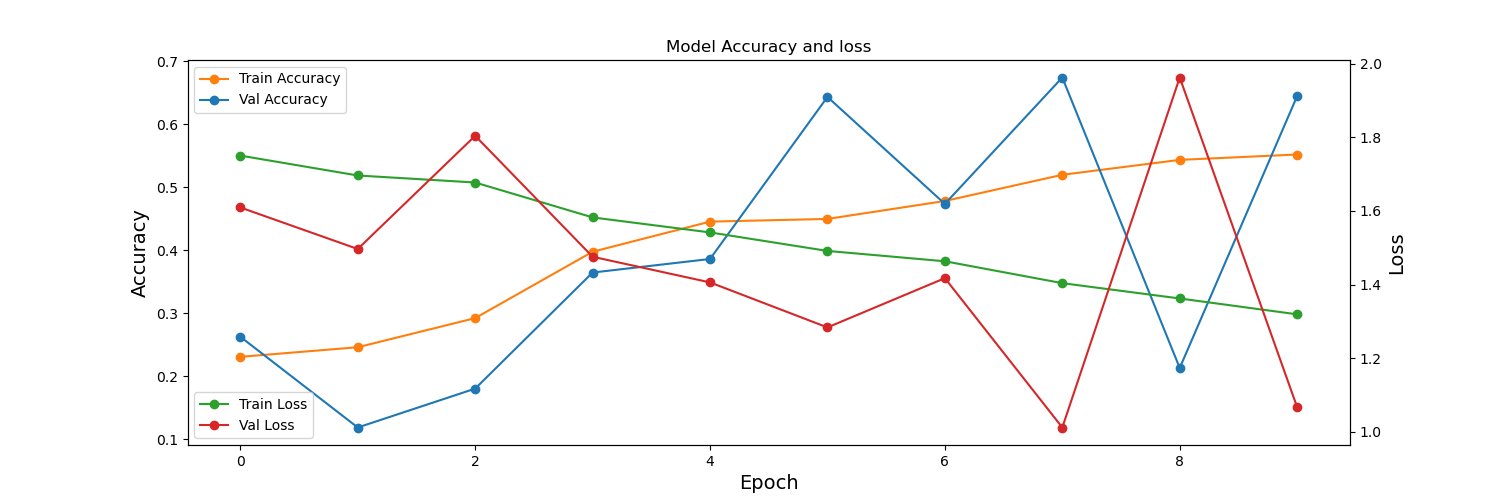 Model Accuracy and loss
Train Accuracy
Val Accuracy
Train Loss
Val Loss
Accuracy
0.7
0.6
0.5
0.4
0.3
0.2
0.1
2.0
1.8
1.6
1.4
1.2
1.0
Loss
0 2 4 6 8
Epoch